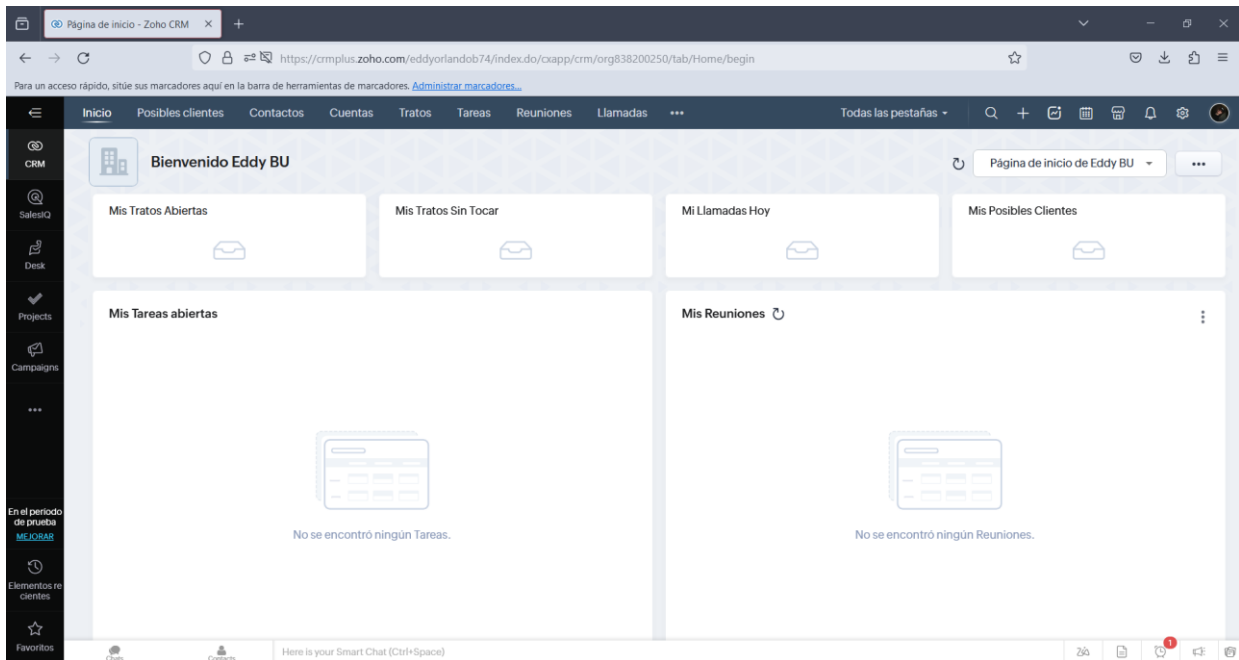 Página de inicio - Zoho CRM
https://crmplus.zoho.com/eddyorlandob74/index.do/cxapp/crm/org838200250/tab/Home/begin
Para un acceso rápido, sitúe sus marcadores aquí en la barra de herramientas de marcadores. Administrar marcadores...
Inicio Posibles clientes Contactos Cuentas Tratos Tareas Reuniones Llamadas ••• Todas las pestañas
CRM
SalesIQ
Desk
Projects
Campaigns
•••
En el periodo
de prueba
MEJORAR
Elementos re
cientes
Favoritos
Bienvenido Eddy BU
Página de inicio de Eddy BU
•••
Mis Tratos Abiertas
Mis Tratos Sin Tocar
Mi Llamadas Hoy
Mis Posibles Clientes
Mis Tareas abiertas
No se encontró ningún Tareas.
Mis Reuniones
No se encontró ningún Reuniones.
Chats
Contacts
Here is your Smart Chat (Ctrl+Space)
1